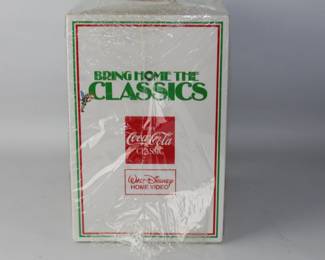 BRING HOME THE
CLASSICS
Coca-Cola
CLASSIC
WALT DISNEY
HOME VIDEO